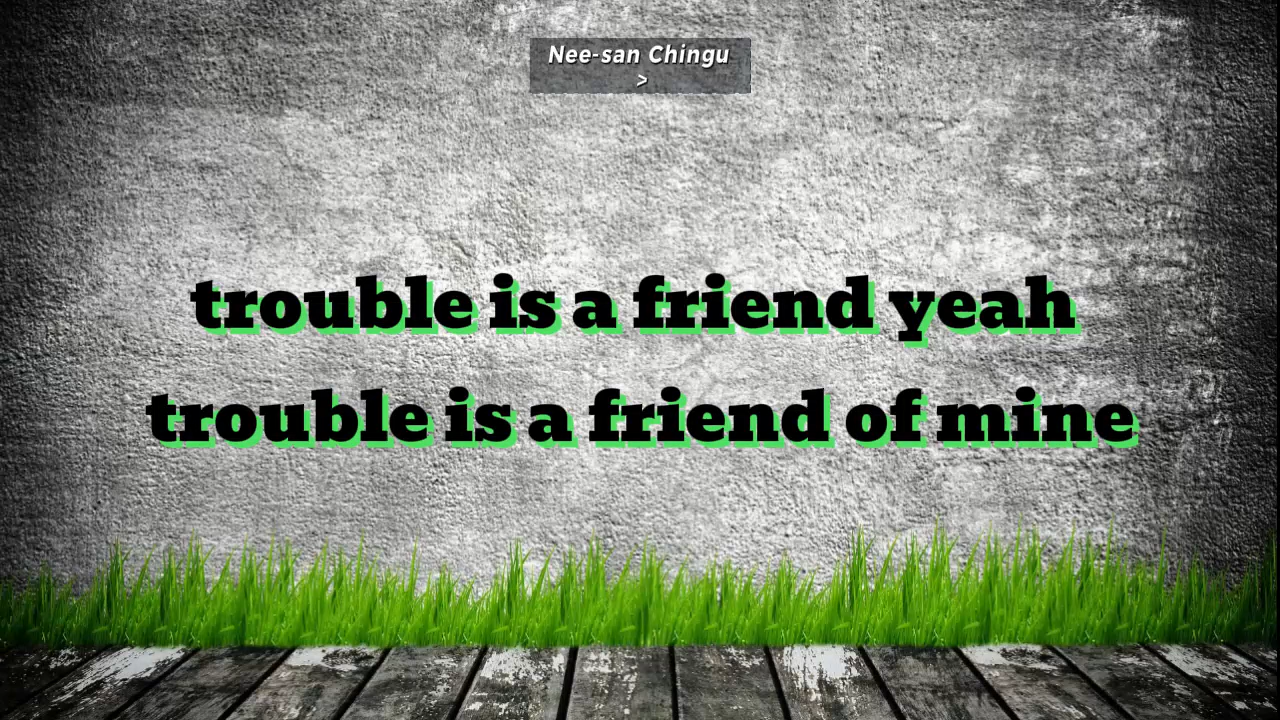 Nee-san Chingu
>
trouble is a friend yeah
trouble is a friend of mine